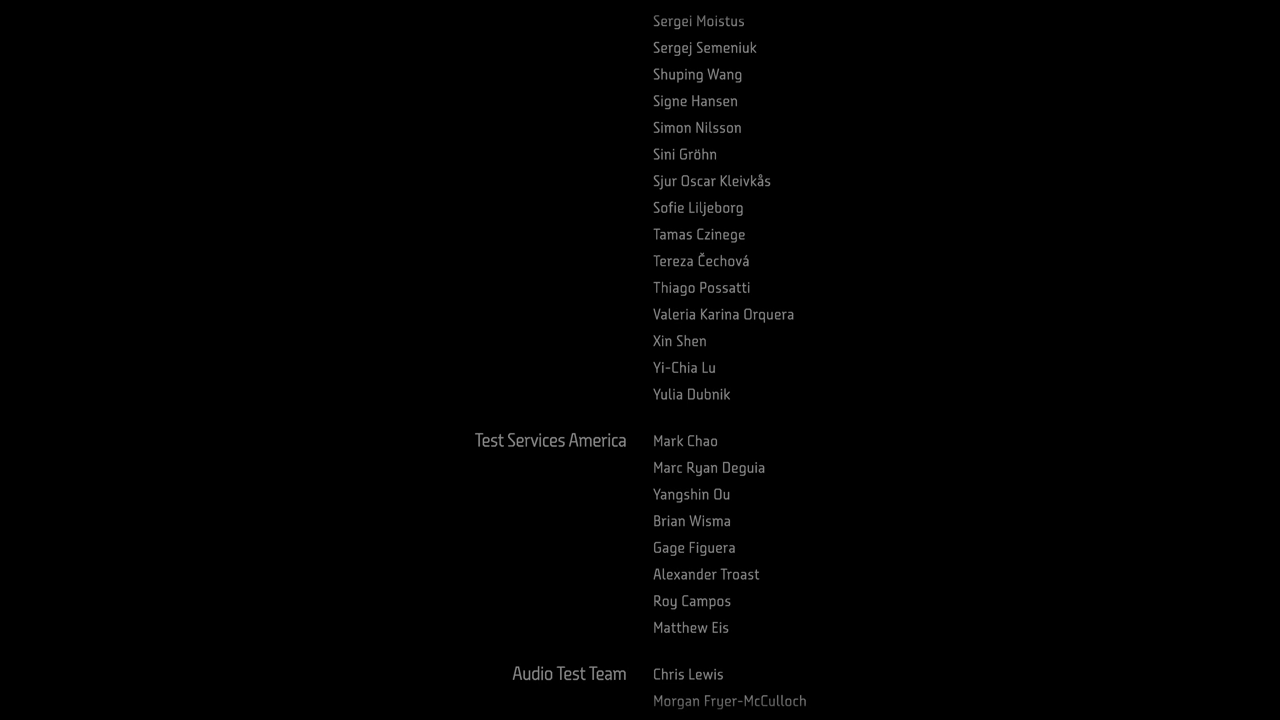 Sergei Moistus
Sergej Semeniuk
Shuping Wang
Signe Hansen
Simon Nilsson
Sini Gröhn
Sjur Oscar Kleivkås
Sofie Liljeborg
Tamas Czinege
Tereza Čechová
Thiago Possatti
Valeria Karina Orquera
Xin Shen
Yi-Chia Lu
Yulia Dubnik
Test Services America Mark Chao
Marc Ryan Deguia
Yangshin Ou
Brian Wisma
Gage Figuera
Alexander Troast
Roy Campos
Matthew Eis
Audio Test Team Chris Lewis
Morgan Fryer-McCulloch